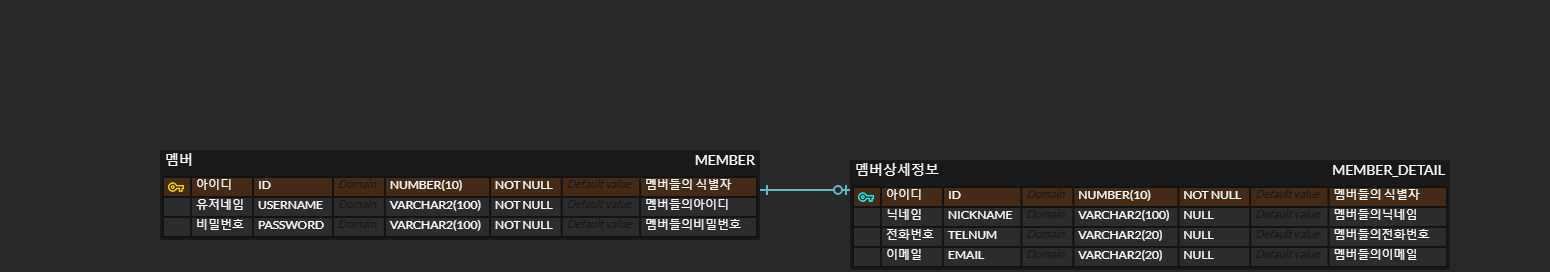 멤버 MEMBER
아이디 ID Domain NUMBER(10) NOT NULL Default value 멤버들의 식별자
유저네임 USERNAME Domain VARCHAR2(100) NOT NULL Default value 멤버들의아이디
비밀번호 PASSWORD Domain VARCHAR2(100) NOT NULL Default value 멤버들의비밀번호
멤버상세정보 MEMBER_DETAIL
아이디 ID Domain NUMBER(10) NOT NULL Default value 멤버들의 식별자
닉네임 NICKNAME Domain VARCHAR2(100) NULL Default value 멤버들의닉네임
전화번호 TELNUM Domain VARCHAR2(20) NULL Default value 멤버들의전화번호
이메일 EMAIL Domain VARCHAR2(20) NULL Default value 멤버들의이메일